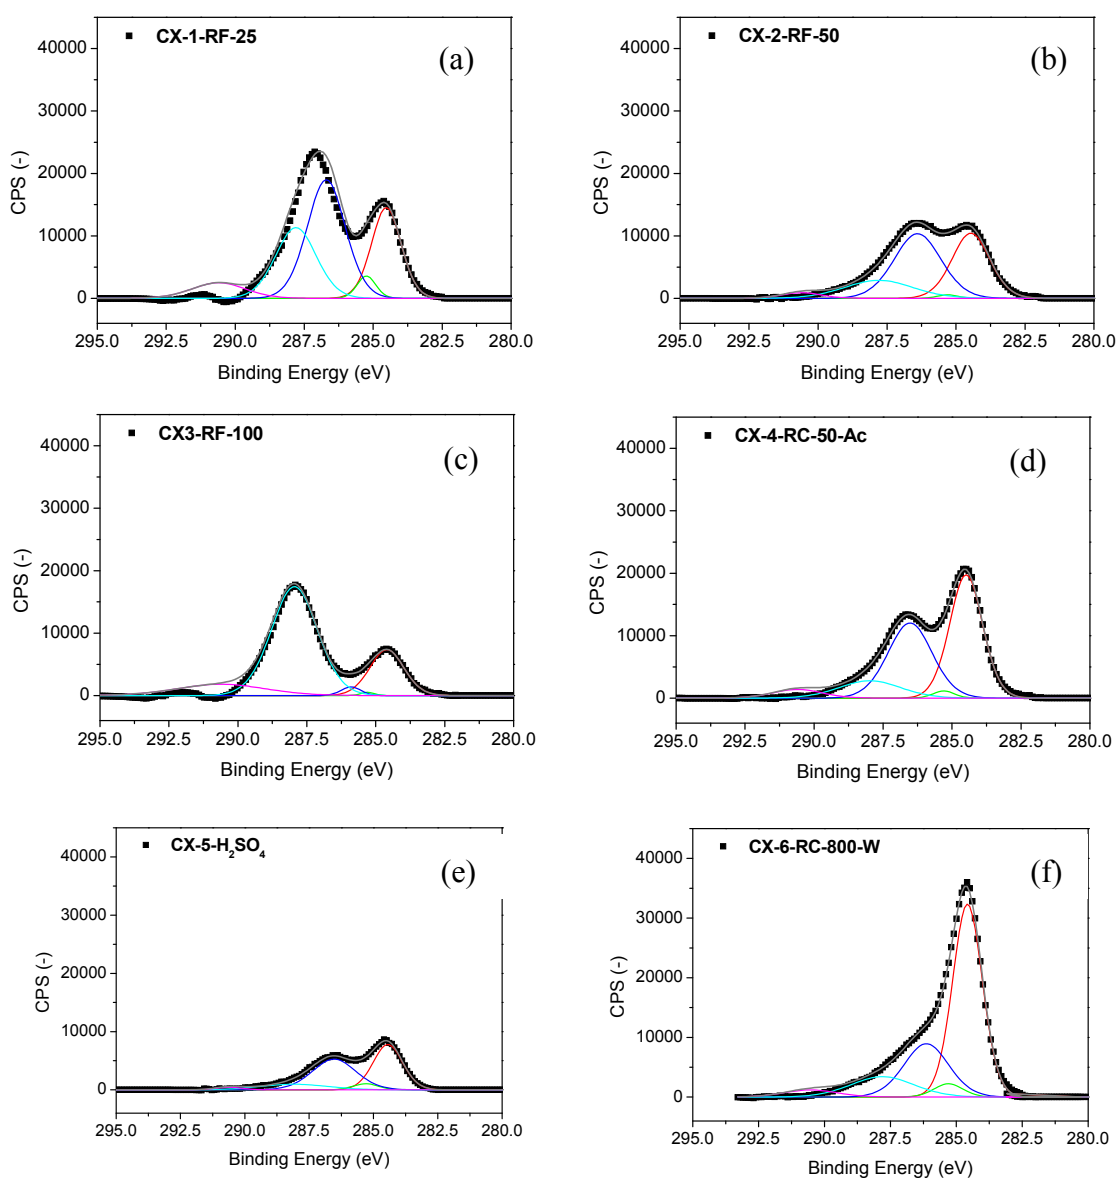 CX-1-RF-25
(a)
40000
30000
20000
10000
0
CPS (-)
295.0 292.5 290.0 287.5 285.0 282.5 280.0
Binding Energy (eV)
CX-2-RF-50
(b)
40000
30000
20000
10000
0
CPS (-)
295.0 292.5 290.0 287.5 285.0 282.5 280.0
Binding Energy (eV)
CX3-RF-100
(c)
40000
30000
20000
10000
0
CPS (-)
295.0 292.5 290.0 287.5 285.0 282.5 280.0
Binding Energy (eV)
CX-4-RC-50-Ac
(d)
40000
30000
20000
10000
0
CPS (-)
295.0 292.5 290.0 287.5 285.0 282.5 280.0
Binding Energy (eV)
CX-5-H₂SO₄
(e)
40000
30000
20000
10000
0
CPS (-)
295.0 292.5 290.0 287.5 285.0 282.5 280.0
Binding Energy (eV)
CX-6-RC-800-W
(f)
40000
30000
20000
10000
0
CPS (-)
295.0 292.5 290.0 287.5 285.0 282.5 280.0
Binding Energy (eV)